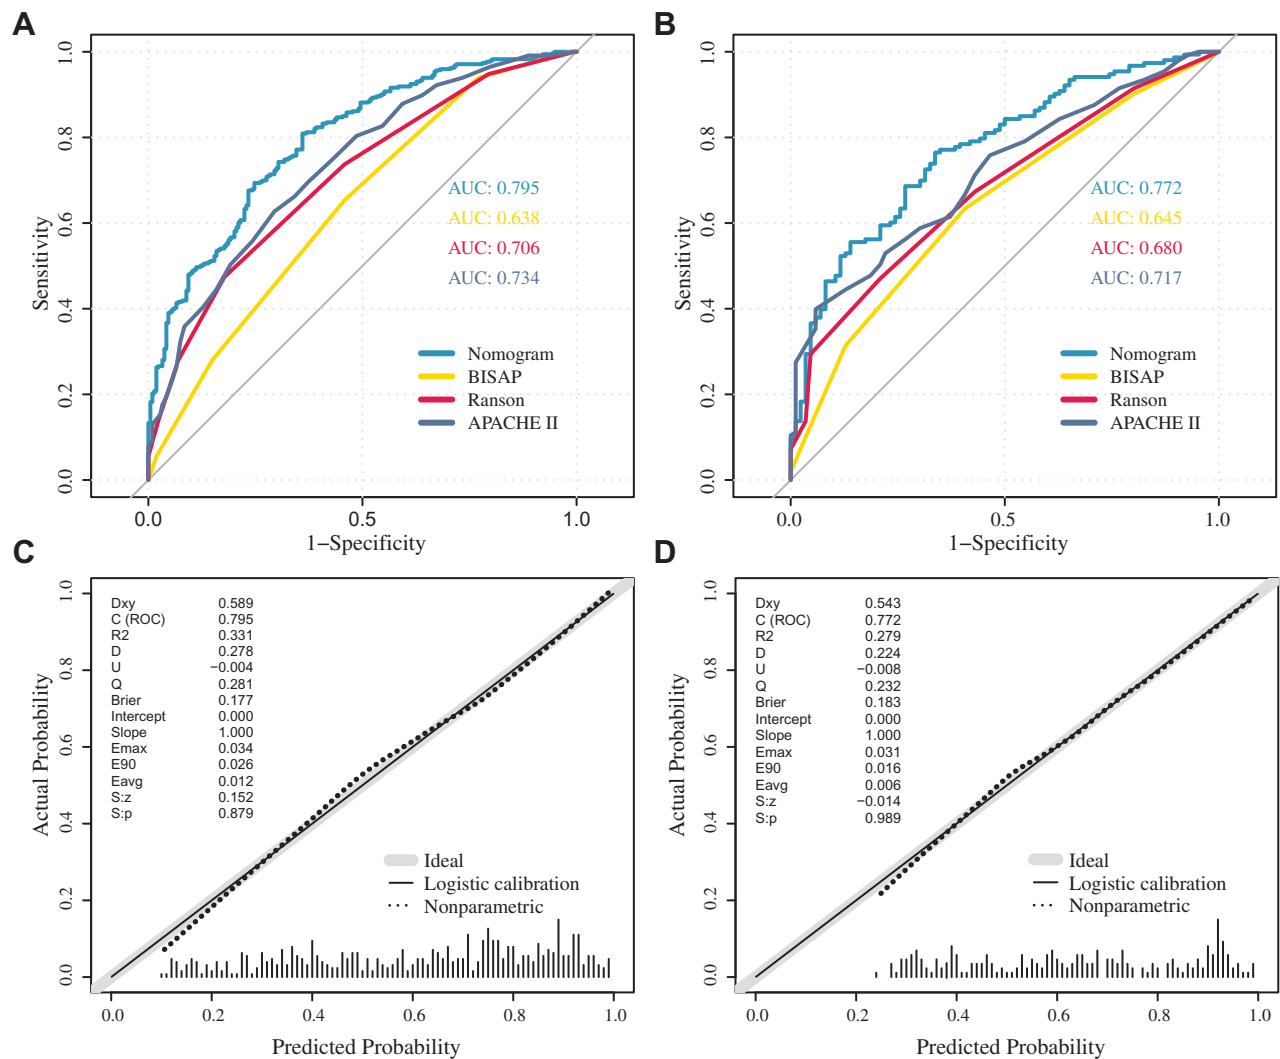 A
1.0
0.8
0.6
0.4
0.2
0.0
Sensitivity
AUC: 0.795
AUC: 0.638
AUC: 0.706
AUC: 0.734
Nomogram
BISAP
Ranson
APACHE II
0.0 0.5 1.0
1−Specificity
B
1.0
0.8
0.6
0.4
0.2
0.0
Sensitivity
AUC: 0.772
AUC: 0.645
AUC: 0.680
AUC: 0.717
Nomogram
BISAP
Ranson
APACHE II
0.0 0.5 1.0
1−Specificity
C
1.0
0.8
0.6
0.4
0.2
0.0
Actual Probability
Dxy 0.589
C (ROC) 0.795
R2 0.331
D 0.278
U −0.004
Q 0.281
Brier 0.177
Intercept 0.000
Slope 1.000
Emax 0.034
E90 0.026
Eavg 0.012
S:z 0.152
S:p 0.879
Ideal
Logistic calibration
Nonparametric
0.0 0.2 0.4 0.6 0.8 1.0
Predicted Probability
D
1.0
0.8
0.6
0.4
0.2
0.0
Actual Probability
Dxy 0.543
C (ROC) 0.772
R2 0.279
D 0.224
U −0.008
Q 0.232
Brier 0.183
Intercept 0.000
Slope 1.000
Emax 0.031
E90 0.016
Eavg 0.006
S:z −0.014
S:p 0.989
Ideal
Logistic calibration
Nonparametric
0.0 0.2 0.4 0.6 0.8 1.0
Predicted Probability